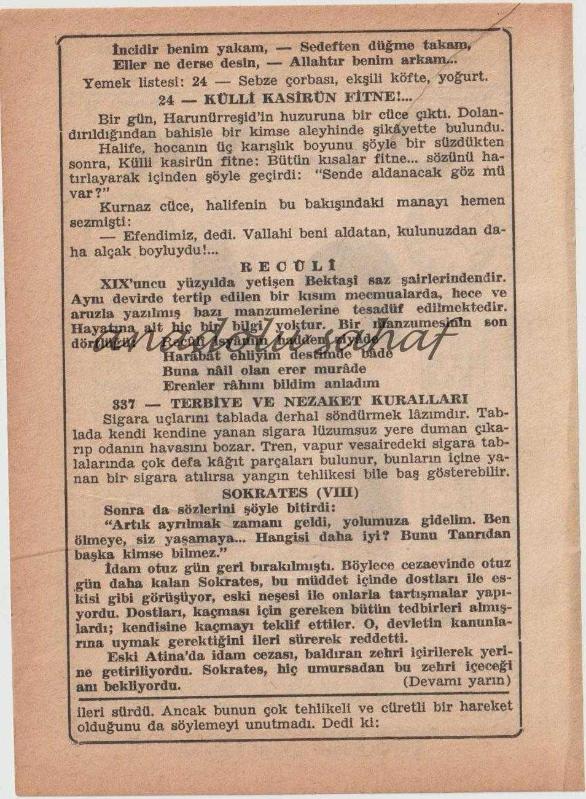 İncidir benim yakam, — Sedeften düğme takam,
Eller ne derse desin, — Allahtır benim arkam...
Yemek listesi: 24 — Sebze çorbası, ekşili köfte, yoğurt.
24 — KÜLLİ KASİRÜN FİTNE!...
Bir gün, Harunürreşid'in huzuruna bir cüce çıktı. Dolan-
dırıldığından bahisle bir kimse aleyhinde şikâyette bulundu.
Halife, hocanın üç karışlık boyunu şöyle bir süzdükten
sonra, Külli kasirün fitne: Bütün kısalar fitne... sözünü ha-
tırlayarak içinden şöyle geçirdi: "Sende aldanacak göz mü
var?"
Kurnaz cüce, halifenin bu bakışındaki manayı hemen
sezmişti:
— Efendimiz, dedi. Vallahi beni aldatan, kulunuzdan da-
ha alçak boyluydu!...
RECÜLİ
XIX'uncu yüzyılda yetişen Bektaşi saz şairlerindendir.
Aynı devirde tertip edilen bir kısım mecmualarda, hece ve
aruzla yazılmış bazı manzumelerine tesadüf edilmektedir.
Hayatına ait hiç bir bilgi yoktur. Bir manzumesinin son
anadolu sahaf
Harâbât ehliyim destimde bâde
Buna nâil olan erer murâde
Erenler râhını bildim anladım
337 — TERBİYE VE NEZAKET KURALLARI
Sigara uçlarını tablada derhal söndürmek lâzımdır. Tab-
lada kendi kendine yanan sigara lüzumsuz yere duman çıka-
rıp odanın havasını bozar. Tren, vapur vesairedeki sigara tab-
lalarında çok defa kâğıt parçaları bulunur, bunların içine ya-
nan bir sigara atılırsa yangın tehlikesi bile baş gösterebilir.
SOKRATES (VIII)
Sonra da sözlerini şöyle bitirdi:
"Artık ayrılmak zamanı geldi, yolumuza gidelim. Ben
ölmeye, siz yaşamaya... Hangisi daha iyi? Bunu Tanrıdan
başka kimse bilmez."
İdam otuz gün geri bırakılmıştı. Böylece cezaevinde otuz
gün daha kalan Sokrates, bu müddet içinde dostları ile es-
kisi gibi görüşüyor, eski neşesi ile onlarla tartışmalar yapı-
yordu. Dostları, kaçması için gereken bütün tedbirleri almış-
lardı; kendisine kaçmayı teklif ettiler. O, devletin kanunla-
rına uymak gerektiğini ileri sürerek reddetti.
Eski Atina'da idam cezası, baldıran zehri içirilerek yeri-
ne getiriliyordu. Sokrates, hiç umursadan bu zehri içeceği
anı bekliyordu. (Devamı yarın)
ileri sürdü. Ancak bunun çok tehlikeli ve cüretli bir hareket
olduğunu da söylemeyi unutmadı. Dedi ki: